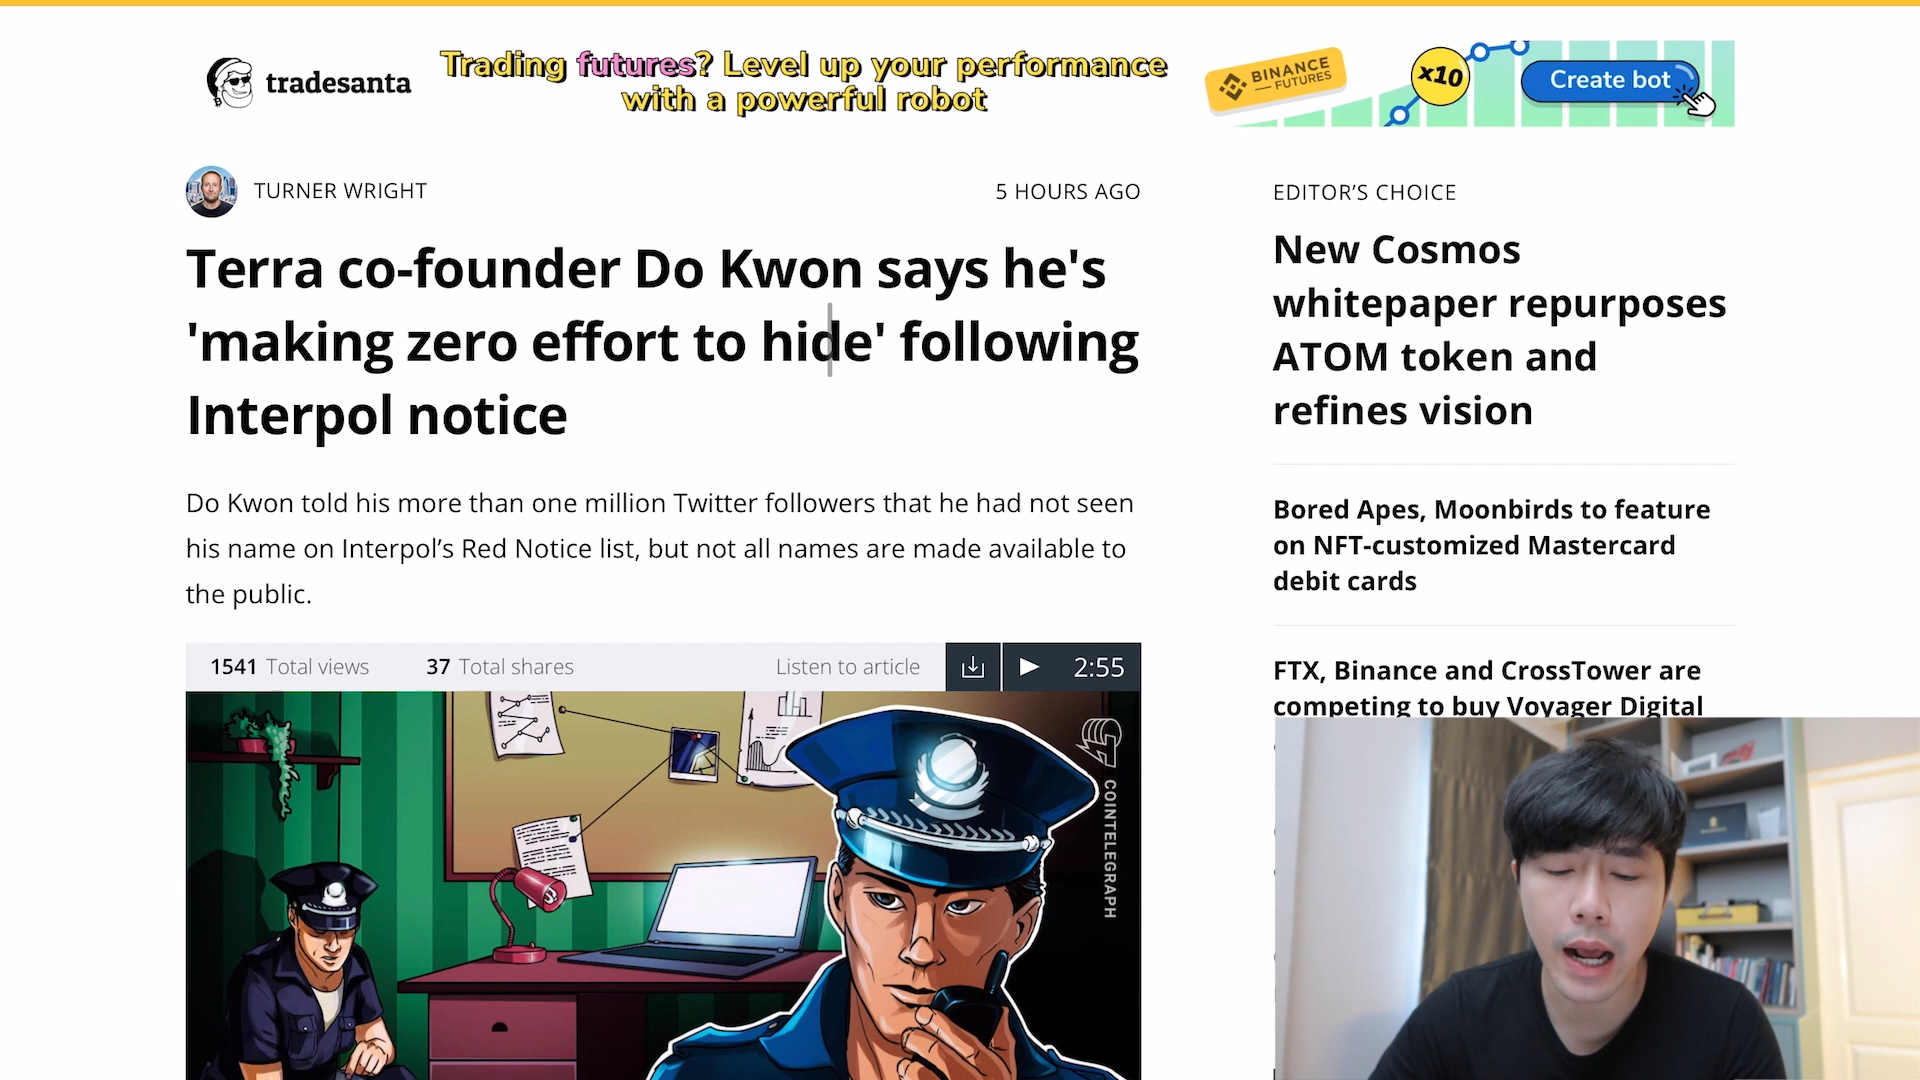 tradesanta
Trading futures? Level up your performance
with a powerful robot
BINANCE
FUTURES
x10
Create bot
TURNER WRIGHT
5 HOURS AGO
Terra co-founder Do Kwon says he's
'making zero effort to hide' following
Interpol notice
Do Kwon told his more than one million Twitter followers that he had not seen
his name on Interpol’s Red Notice list, but not all names are made available to
the public.
1541 Total views
37 Total shares
Listen to article
2:55
COINTELEGRAPH
EDITOR’S CHOICE
New Cosmos
whitepaper repurposes
ATOM token and
refines vision
Bored Apes, Moonbirds to feature
on NFT-customized Mastercard
debit cards
FTX, Binance and CrossTower are
competing to buy Voyager Digital